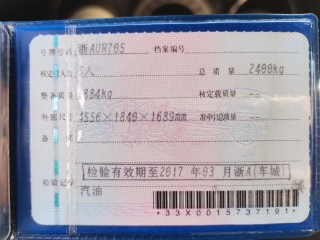 号牌号码 浙AUR705 档案编号
核定载人数 5人 总质量 2400kg
整备质量 1884kg 核定载质量 --
外廓尺寸 4556×1840×1689mm 准牵引总质量 --
备注
检验有效期至2017年03月浙A(车城)
检验记录 汽油
*33X0015737191*